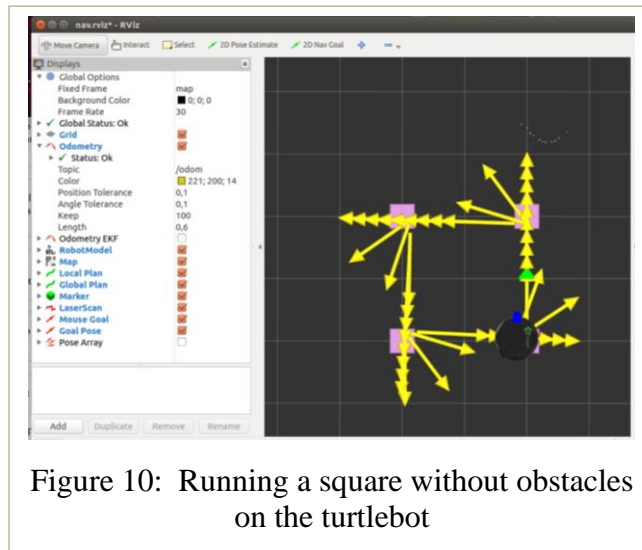 nav.rviz* - RViz
Move Camera Interact Select 2D Pose Estimate 2D Nav Goal
Displays
Global Options
Fixed Frame map
Background Color 0; 0; 0
Frame Rate 30
Global Status: Ok
Grid
Odometry
Status: Ok
Topic /odom
Color 221; 200; 14
Position Tolerance 0,1
Angle Tolerance 0,1
Keep 100
Length 0,6
Odometry EKF
RobotModel
Map
Local Plan
Global Plan
Marker
LaserScan
Mouse Goal
Goal Pose
Pose Array
Add Duplicate Remove Rename
Figure 10: Running a square without obstacles
on the turtlebot